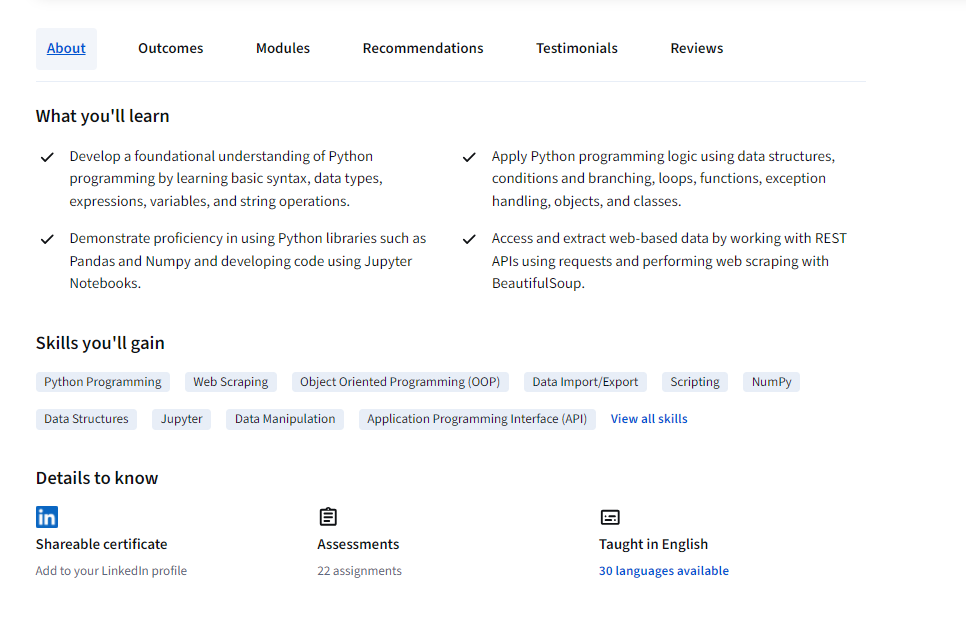 About Outcomes Modules Recommendations Testimonials Reviews
What you'll learn
Develop a foundational understanding of Python
programming by learning basic syntax, data types,
expressions, variables, and string operations.
Apply Python programming logic using data structures,
conditions and branching, loops, functions, exception
handling, objects, and classes.
Demonstrate proficiency in using Python libraries such as
Pandas and Numpy and developing code using Jupyter
Notebooks.
Access and extract web-based data by working with REST
APIs using requests and performing web scraping with
BeautifulSoup.
Skills you'll gain
Python Programming Web Scraping Object Oriented Programming (OOP) Data Import/Export Scripting NumPy
Data Structures Jupyter Data Manipulation Application Programming Interface (API) View all skills
Details to know
in
Shareable certificate
Add to your LinkedIn profile
Assessments
22 assignments
Taught in English
30 languages available